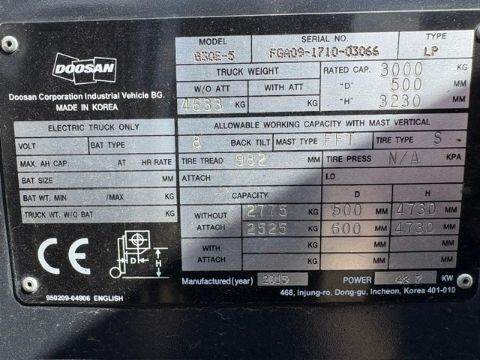 DOOSAN
Doosan Corporation Industrial Vehicle BG.
MADE IN KOREA
MODEL SERIAL NO. TYPE
G30E-5 FGA09-1710-03066 LP
TRUCK WEIGHT RATED CAP. 3000 KG
W/O ATT WITH ATT "D" 500 MM
4633 KG KG "H" 3230 MM
ELECTRIC TRUCK ONLY
VOLT BAT TYPE
MAX. AH CAP. AT HR RATE
BAT SIZE MM
BAT WT. MIN /MAX KG
TRUCK WT. W/O BAT KG
ALLOWABLE WORKING CAPACITY WITH MAST VERTICAL
8 BACK TILT MAST TYPE FFT TIRE TYPE S
TIRE TREAD 982 MM TIRE PRESS N/A KPA
ATTACH I.D
CAPACITY D H
WITHOUT 2775 KG 500 MM 4730 MM
ATTACH 2525 KG 600 MM 4730 MM
WITH KG MM MM
ATTACH KG MM MM
CE
D H
Manufactured (year) 2015 POWER KW
468, Injung-ro, Dong-gu, Incheon, Korea 401-010
950209-04906 ENGLISH